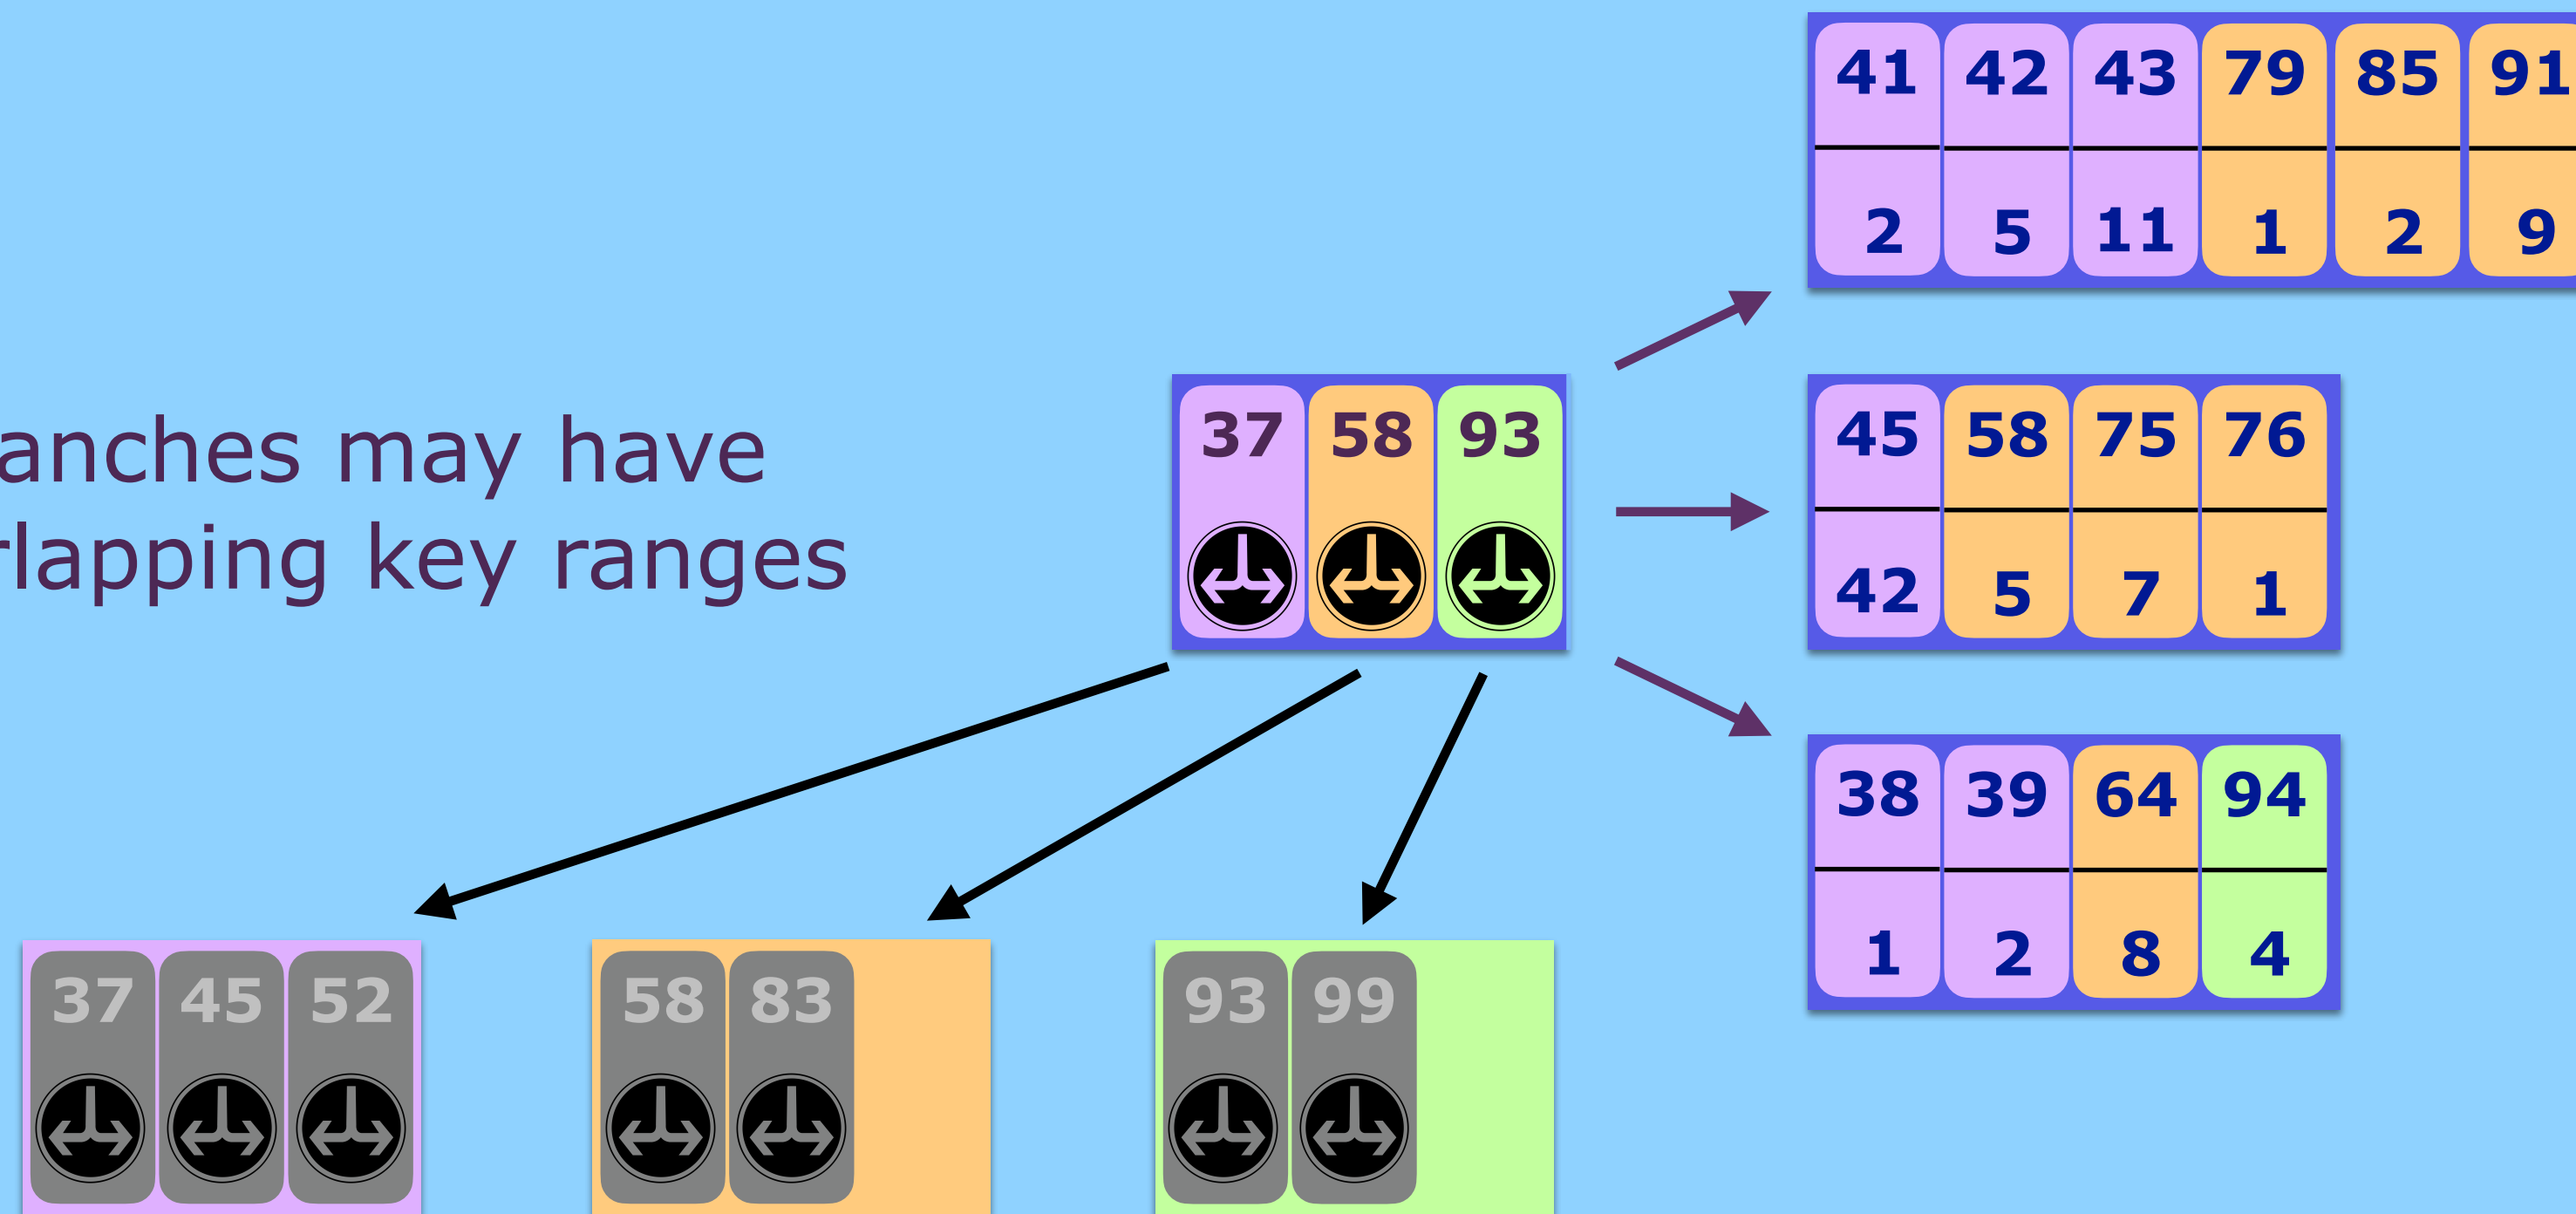 41 42 43 79 85 91
2 5 11 1 2 9
anches may have
rlapping key ranges
37 58 93
45 58 75 76
42 5 7 1
38 39 64 94
1 2 8 4
37 45 52
58 83
93 99